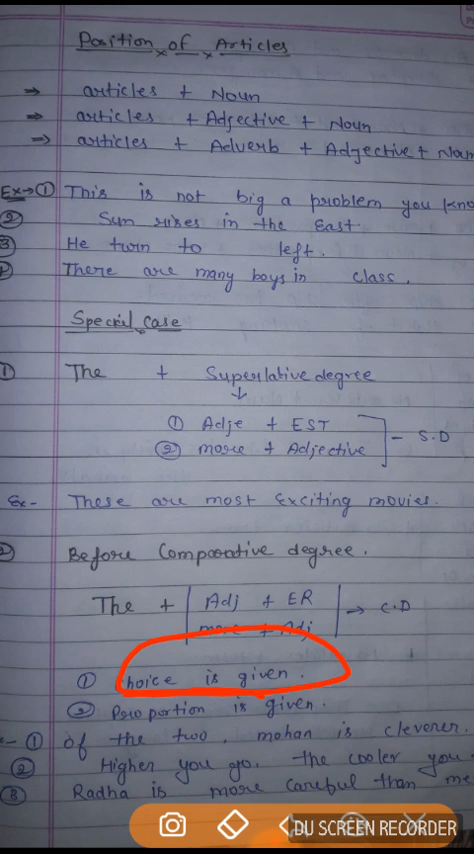 Position of Articles
→ articles + Noun
→ articles + Adjective + Noun
→ articles + Adverb + Adjective + Noun
Ex→ ① This is not big a problem you kno
② Sun rises in the East.
③ He turn to left.
There are many boys in class.
Special Case
① The + Superlative degree
↓
① Adje + EST
② more + Adjective
- S.D
Ex- These are most Exciting movies.
② Before Comparative degree.
The + Adj + ER
more + Adj
→ C.D
① Choice is given.
② Proportion is given.
① Of the two, mohan is cleverer.
② Higher you go. the cooler you
③ Radha is more careful than me
DU SCREEN RECORDER